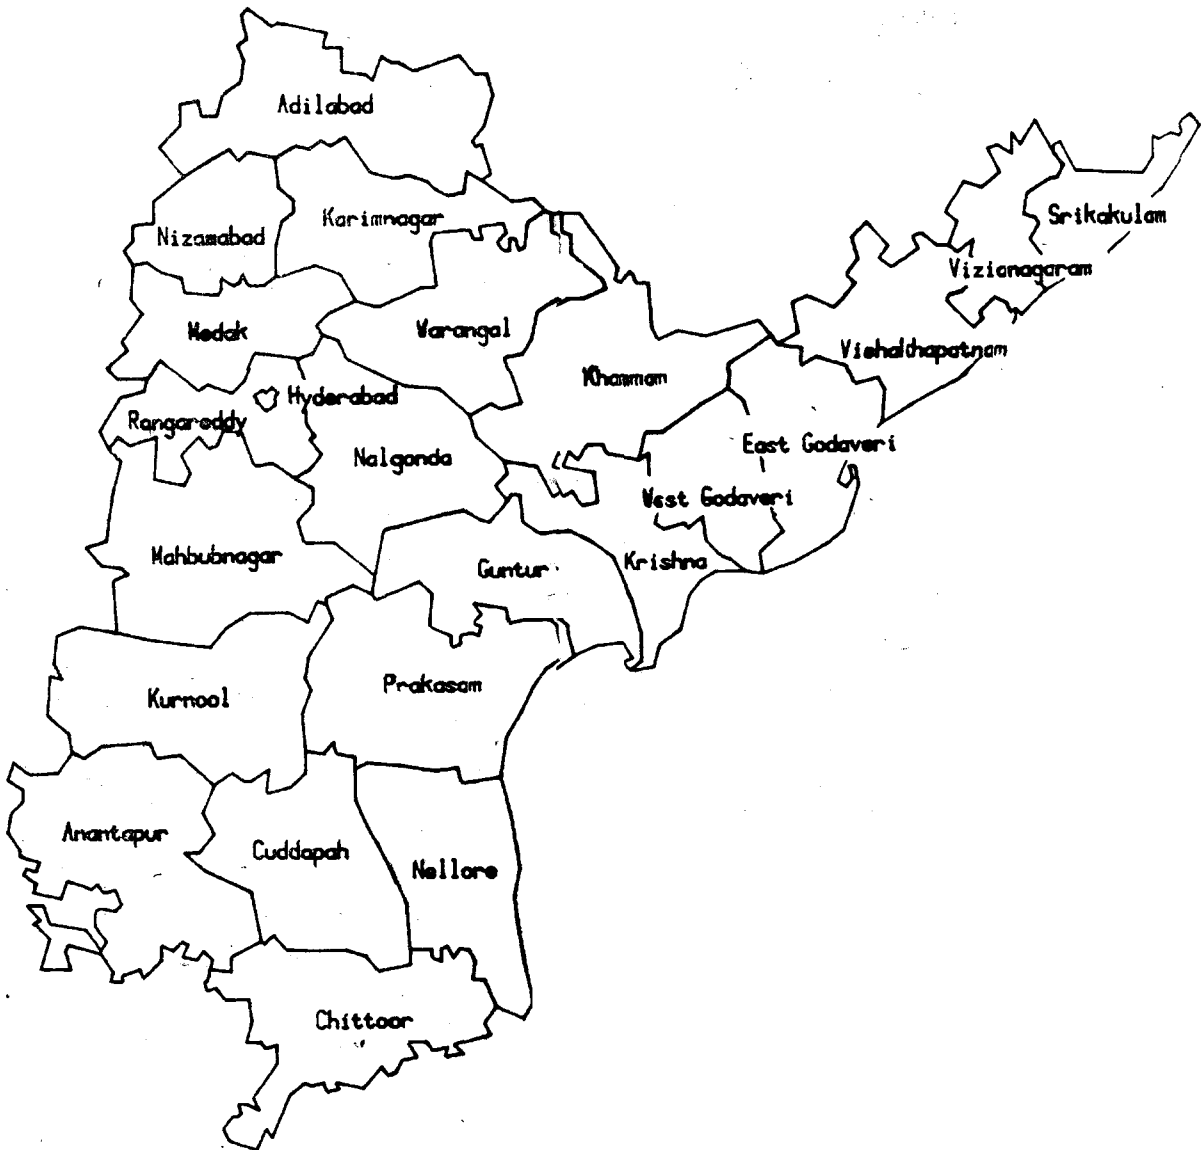 Adilabad
Srikakulam
Karimnagar
Nizamabad
Vizianagaram
Warangal
Medak
Vishakhapatnam
Khammam
Hyderabad
Rangareddy
East Godaveri
Nalgonda
West Godaveri
Mahbubnagar
Krishna
Guntur
Prakasam
Kurnool
Anantapur
Cuddapah
Nellore
Chittoor